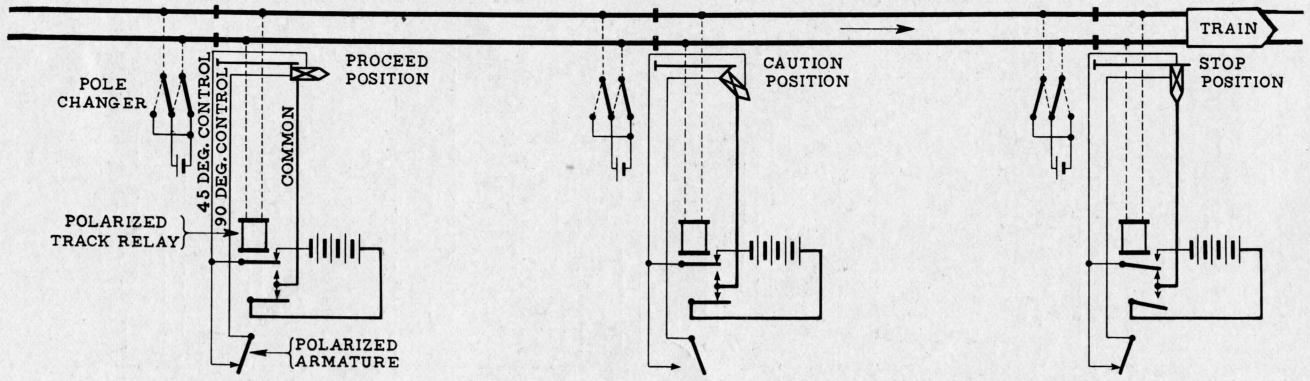 TRAIN
PROCEED
POSITION
CAUTION
POSITION
STOP
POSITION
POLE
CHANGER
45 DEG. CONTROL
90 DEG. CONTROL
COMMON
POLARIZED
TRACK RELAY
POLARIZED
ARMATURE